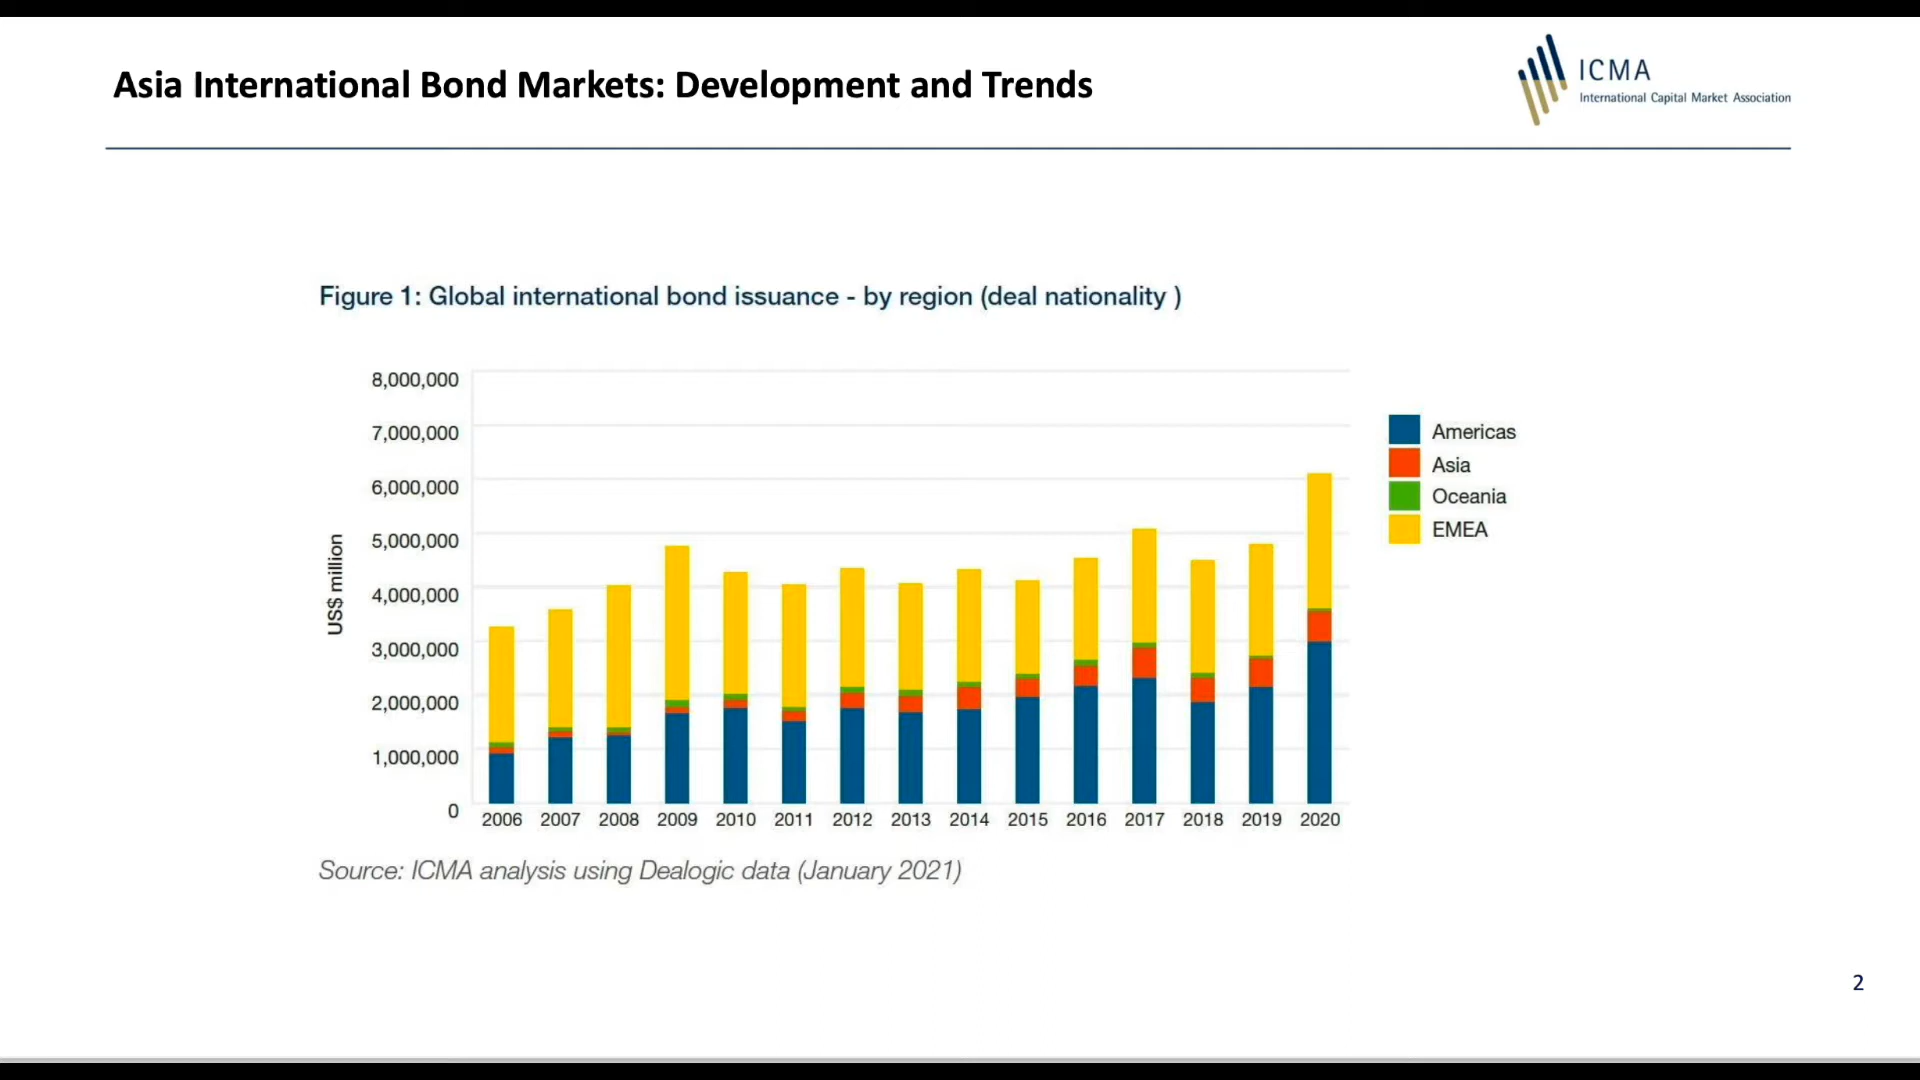 Asia International Bond Markets: Development and Trends
ICMA
International Capital Market Association
Figure 1: Global international bond issuance - by region (deal nationality )
US$ million
8,000,000
7,000,000
6,000,000
5,000,000
4,000,000
3,000,000
2,000,000
1,000,000
0
2006 2007 2008 2009 2010 2011 2012 2013 2014 2015 2016 2017 2018 2019 2020
Americas
Asia
Oceania
EMEA
Source: ICMA analysis using Dealogic data (January 2021)
2